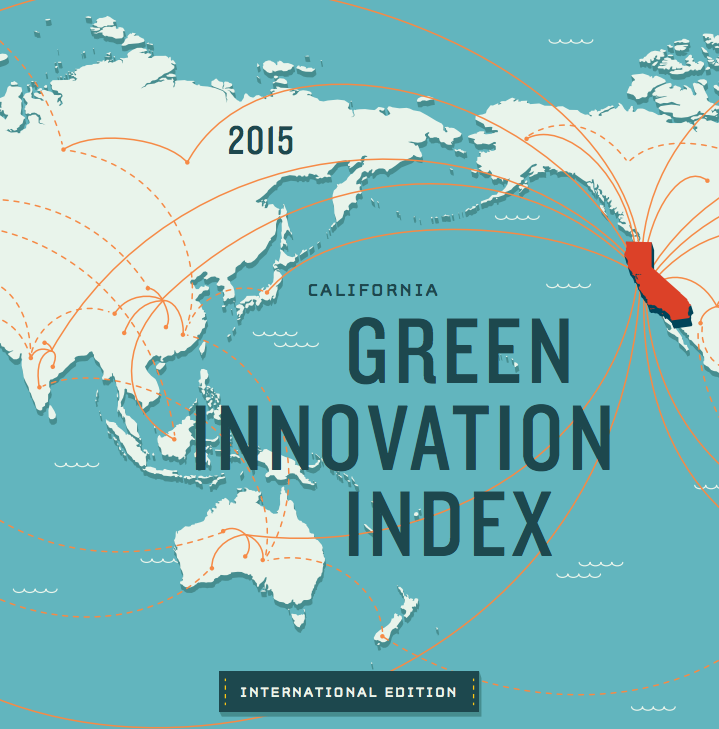 2015
CALIFORNIA
GREEN
INNOVATION
INDEX
INTERNATIONAL EDITION